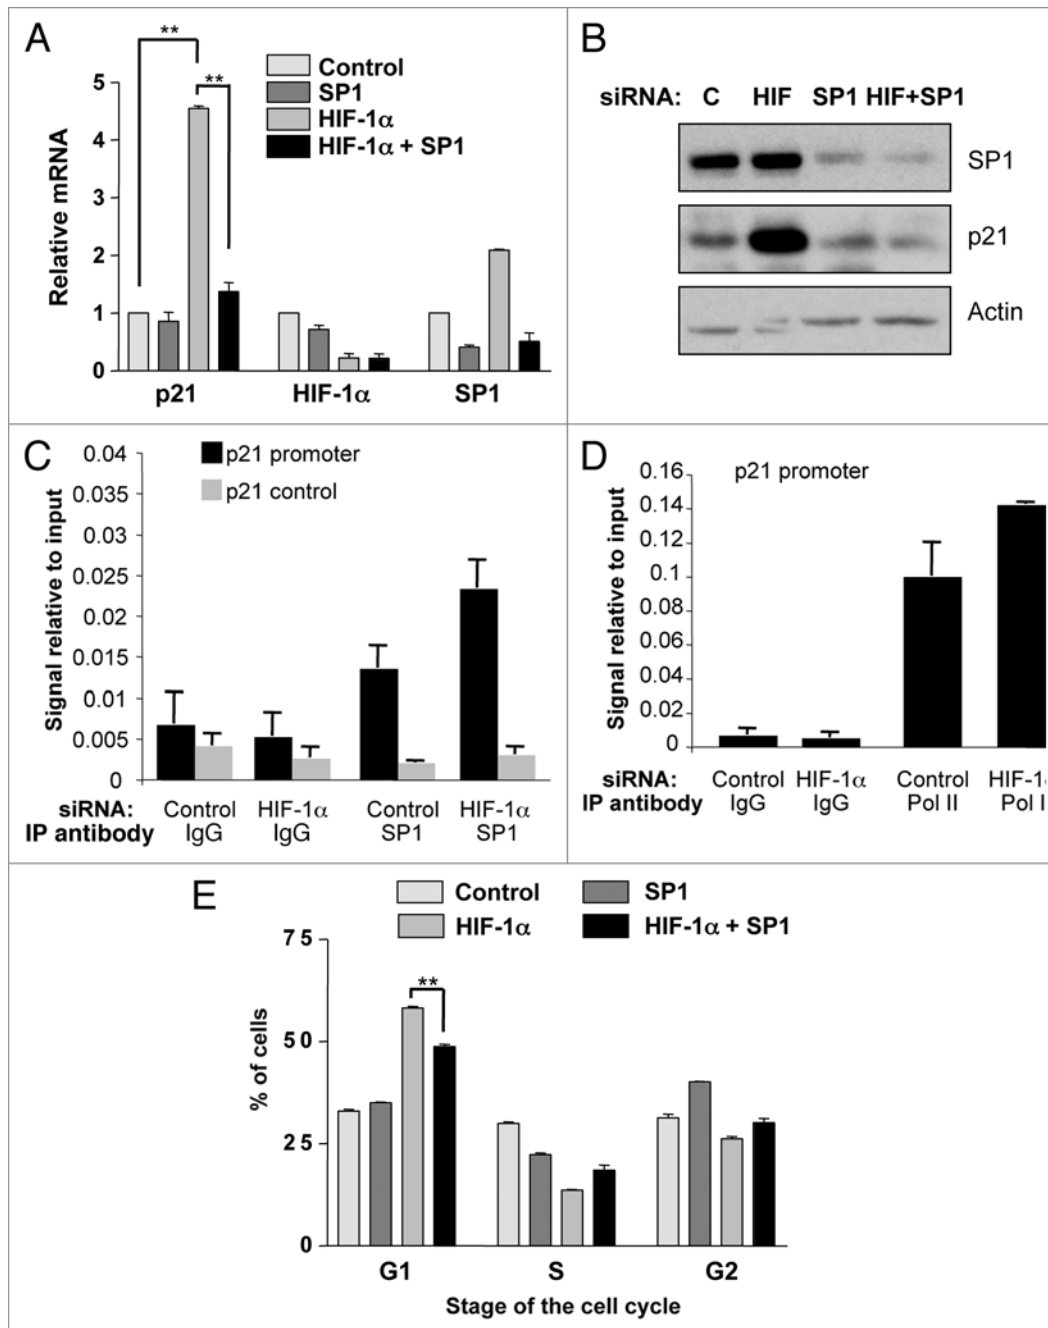 A
**
**
Control
SP1
HIF-1α
HIF-1α + SP1
Relative mRNA
5
4
3
2
1
0
p21 HIF-1α SP1
B
siRNA: C HIF SP1 HIF+SP1
SP1
p21
Actin
C
p21 promoter
p21 control
Signal relative to input
0.04
0.035
0.03
0.025
0.02
0.015
0.01
0.005
0
siRNA: Control HIF-1α Control HIF-1α
IP antibody IgG IgG SP1 SP1
D
p21 promoter
Signal relative to input
0.16
0.14
0.12
0.1
0.08
0.06
0.04
0.02
0
siRNA: Control HIF-1α Control HIF-1
IP antibody IgG IgG Pol II Pol I
E
Control
SP1
HIF-1α
HIF-1α + SP1
**
% of cells
75
50
25
0
G1 S G2
Stage of the cell cycle